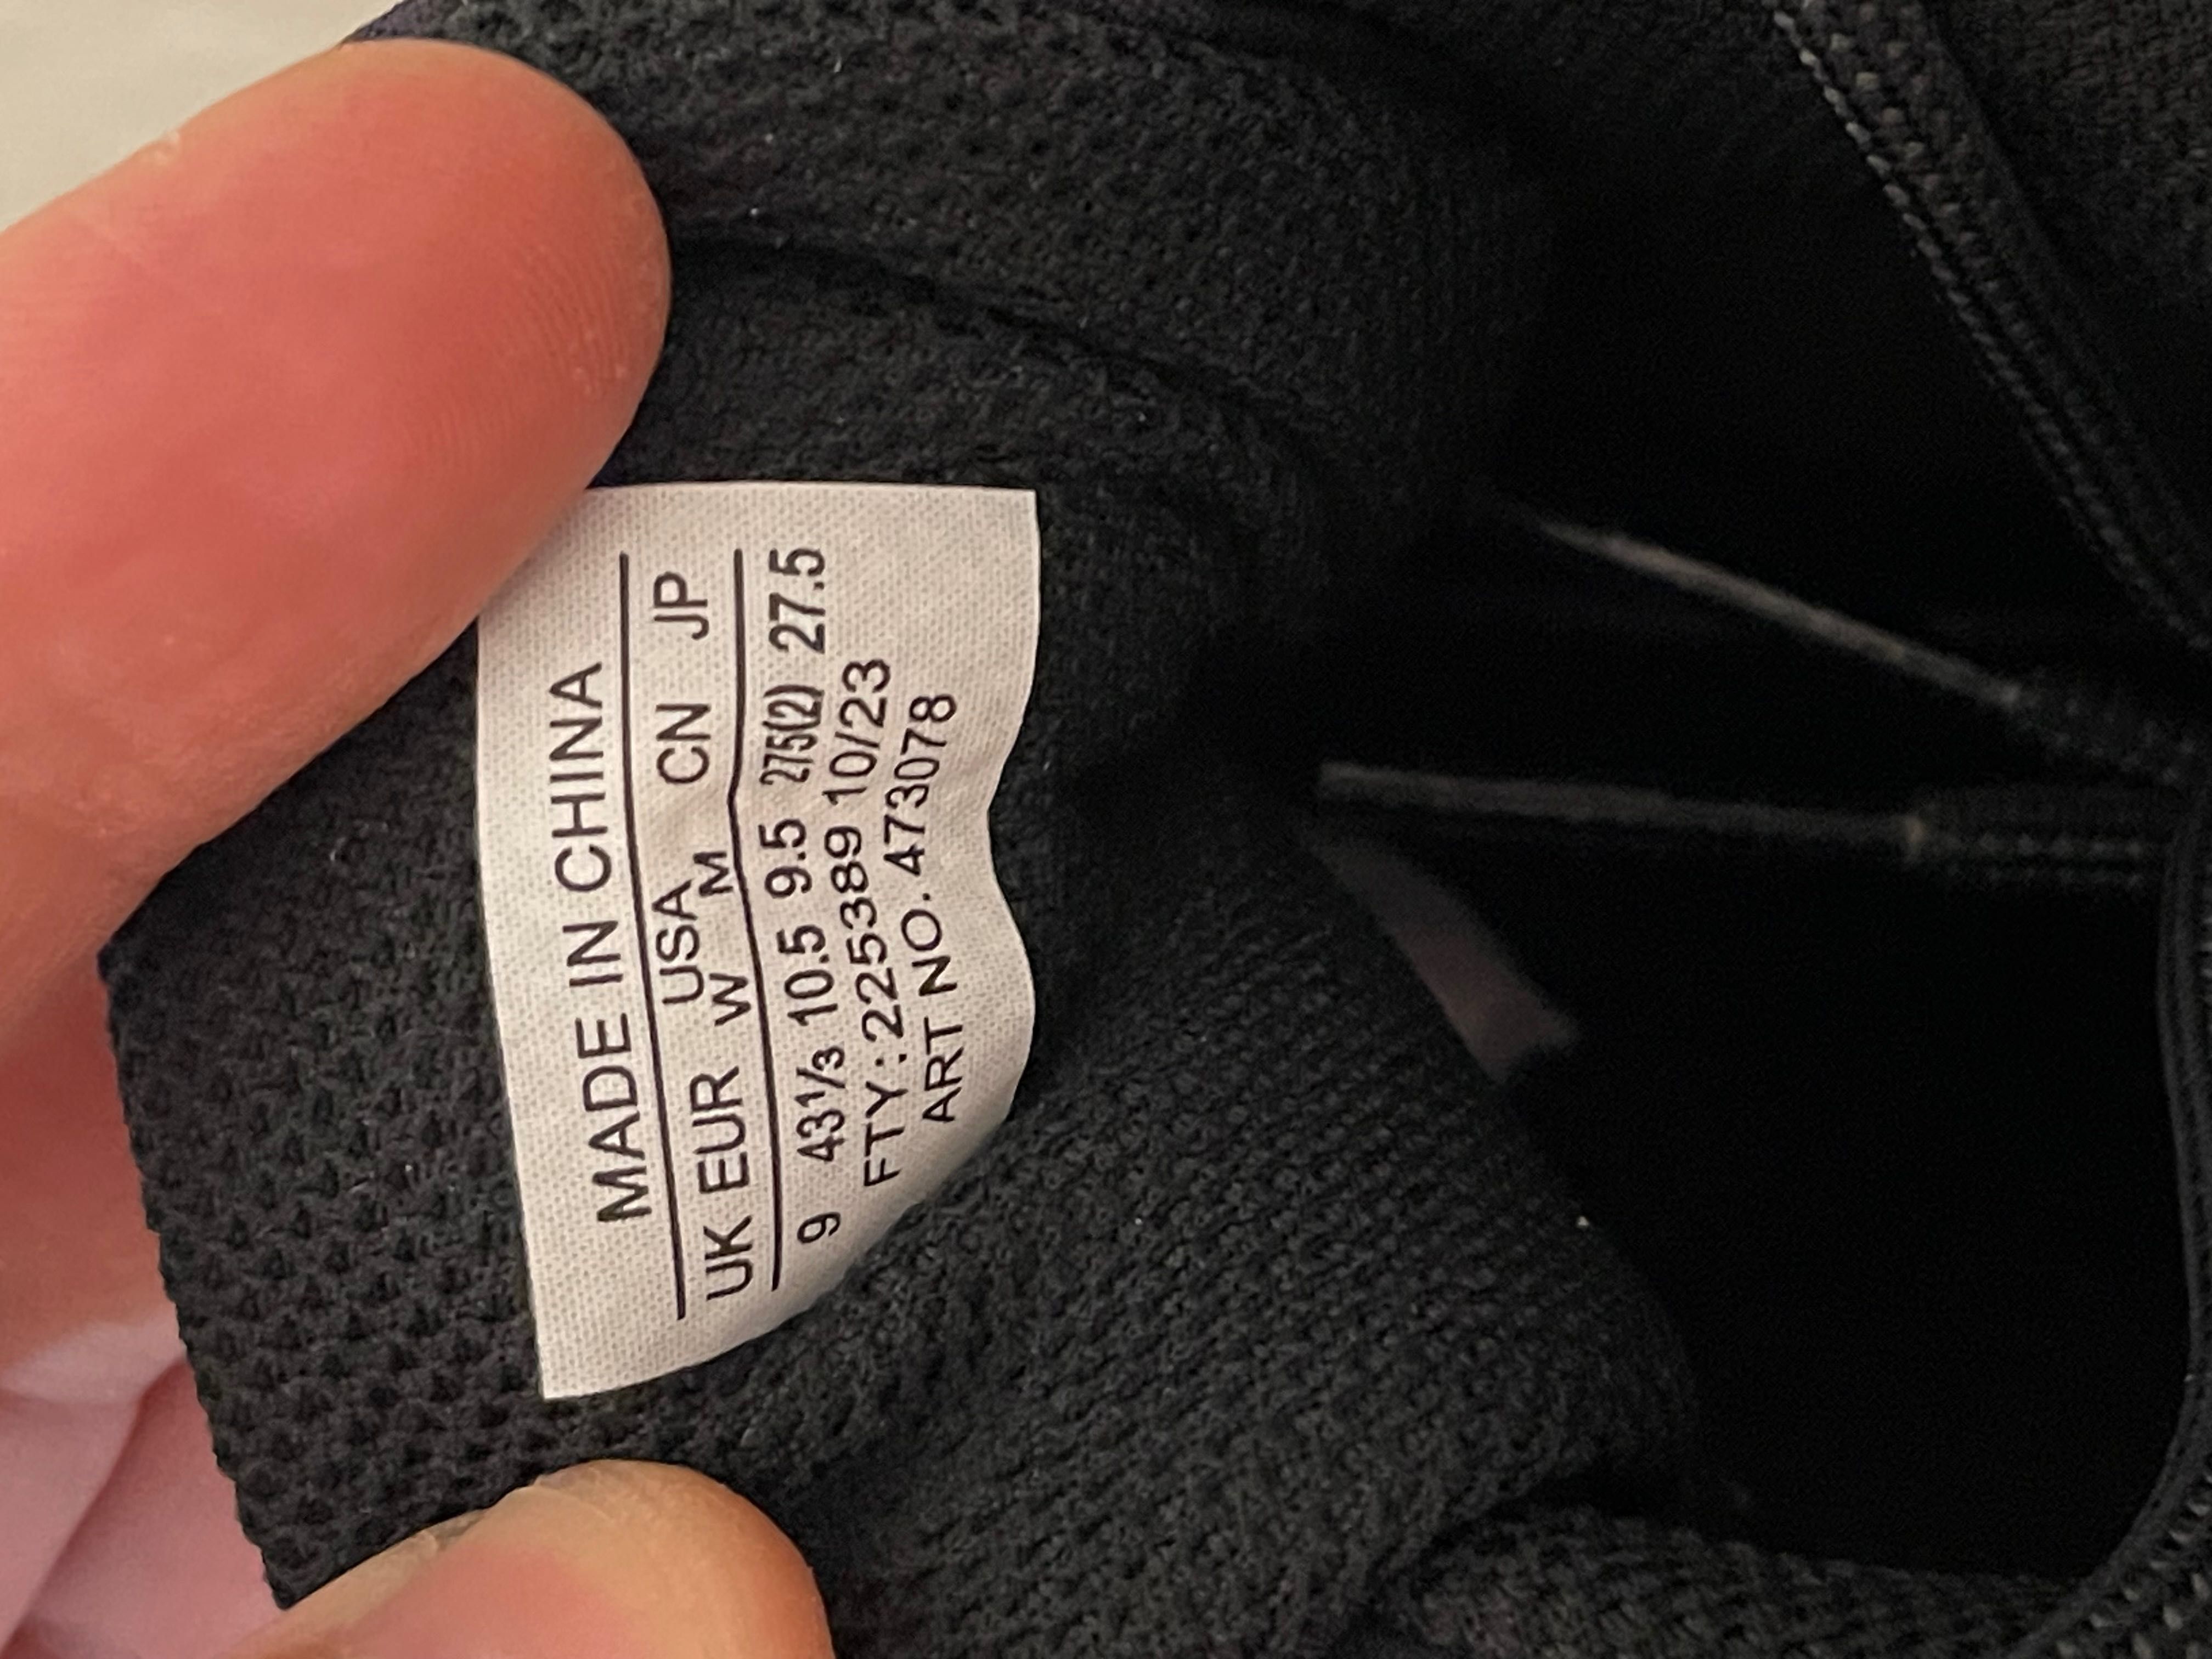 MADE IN CHINA
UK EUR USA CN JP
W M
9 43⅓ 10.5 9.5 275(2) 27.5
FTY:225389 10/23
ART NO. 473078